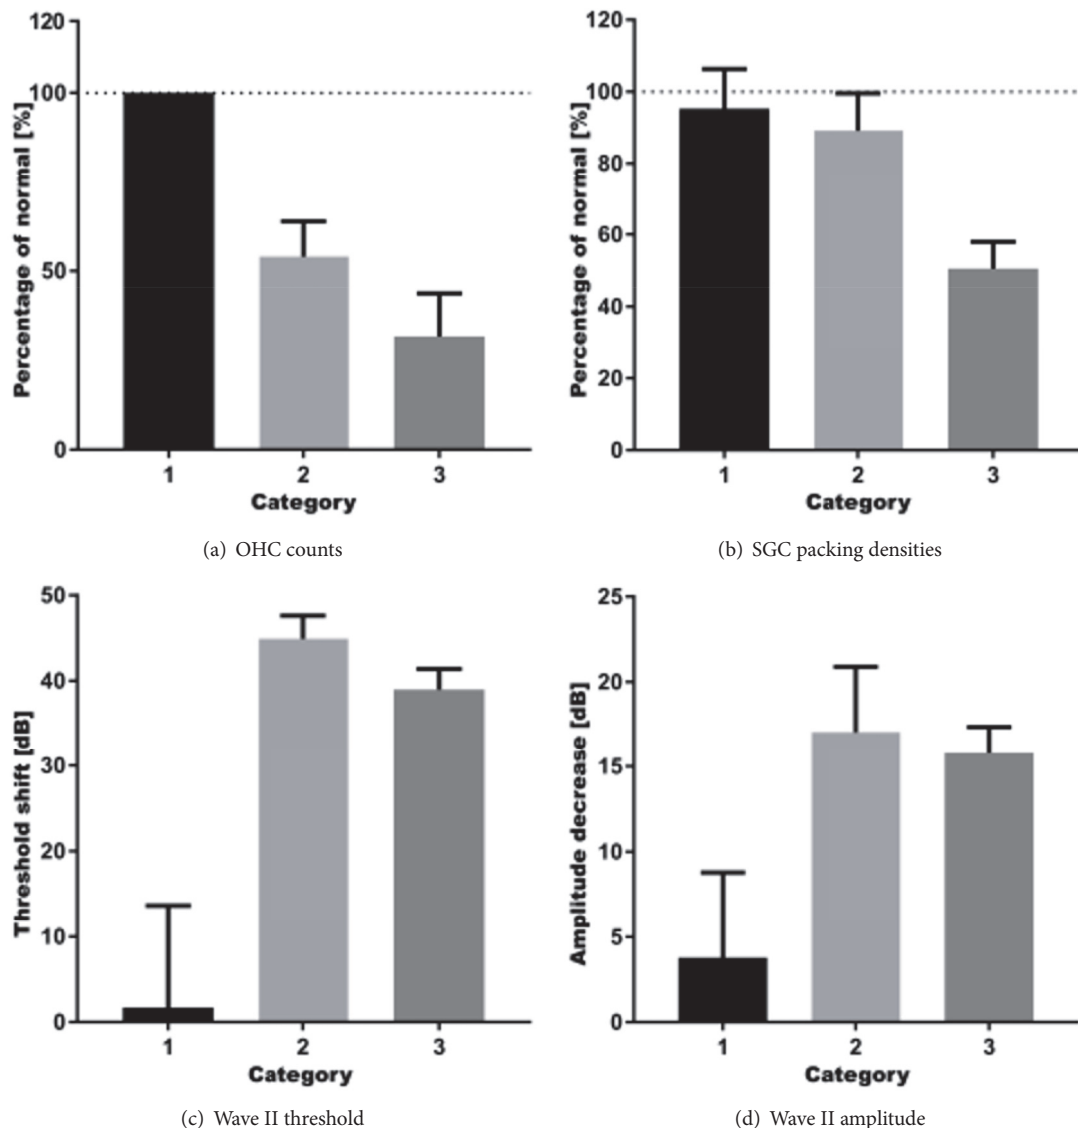 120
100
50
0
Percentage of normal [%]
1 2 3
Category
(a) OHC counts
120
100
80
60
40
20
0
Percentage of normal [%]
1 2 3
Category
(b) SGC packing densities
50
40
30
20
10
0
Threshold shift [dB]
1 2 3
Category
(c) Wave II threshold
25
20
15
10
5
0
Amplitude decrease [dB]
1 2 3
Category
(d) Wave II amplitude